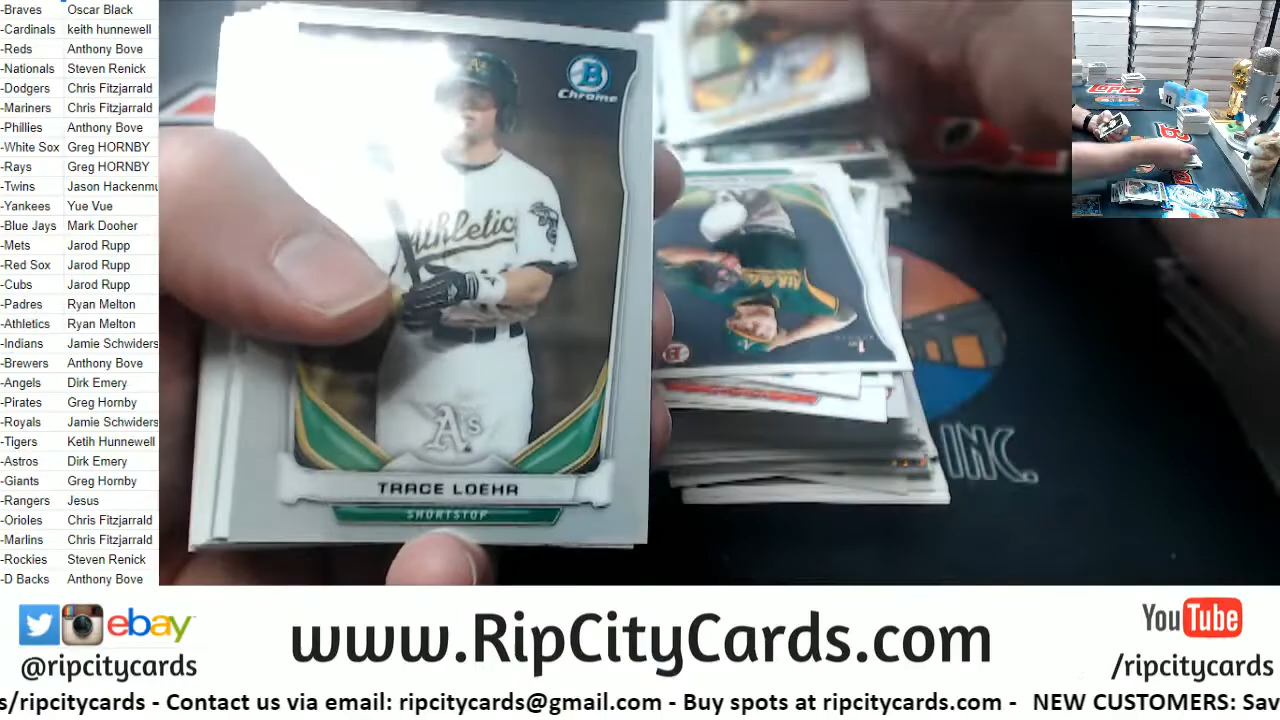 -Braves Oscar Black
-Cardinals keith hunnewell
-Reds Anthony Bove
-Nationals Steven Renick
-Dodgers Chris Fitzjarrald
-Mariners Chris Fitzjarrald
-Phillies Anthony Bove
-White Sox Greg HORNBY
-Rays Greg HORNBY
-Twins Jason Hackenmu
-Yankees Yue Vue
-Blue Jays Mark Dooher
-Mets Jarod Rupp
-Red Sox Jarod Rupp
-Cubs Jarod Rupp
-Padres Ryan Melton
-Athletics Ryan Melton
-Indians Jamie Schwiders
-Brewers Anthony Bove
-Angels Dirk Emery
-Pirates Greg Hornby
-Royals Jamie Schwiders
-Tigers Ketih Hunnewell
-Astros Dirk Emery
-Giants Greg Hornby
-Rangers Jesus
-Orioles Chris Fitzjarrald
-Marlins Chris Fitzjarrald
-Rockies Steven Renick
-D Backs Anthony Bove
B
Chrome
Athletics
A's
TRACE LOEHR
SHORTSTOP
INC.
Topps
ebay
@ripcitycards
www.RipCityCards.com
YouTube
/ripcitycards
s/ripcitycards - Contact us via email: ripcitycards@gmail.com - Buy spots at ripcitycards.com - NEW CUSTOMERS: Sav